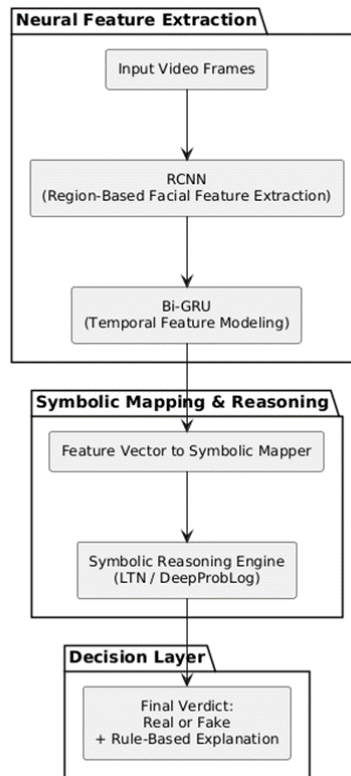 Neural Feature Extraction
Input Video Frames
RCNN
(Region-Based Facial Feature Extraction)
Bi-GRU
(Temporal Feature Modeling)
Symbolic Mapping & Reasoning
Feature Vector to Symbolic Mapper
Symbolic Reasoning Engine
(LTN / DeepProbLog)
Decision Layer
Final Verdict:
Real or Fake
+ Rule-Based Explanation